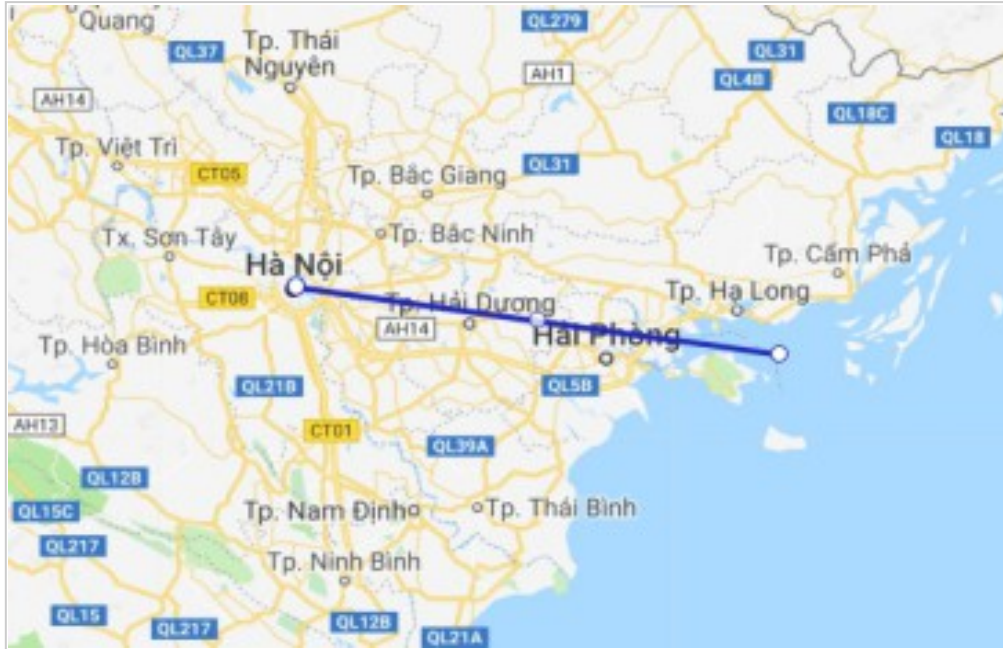 Quang
QL279
QL37
Tp. Thái
Nguyên
QL31
AH1
QL4B
AH14
QL18C
QL18
Tp. Việt Trì
CT05
Tp. Bắc Giang
QL31
Tx. Sơn Tây
Tp. Bắc Ninh
Hà Nội
Tp. Cẩm Phả
CT08
Tp. Hải Dương
Tp. Hạ Long
AH14
Hải Phòng
Tp. Hòa Bình
QL21B
QL5B
AH13
CT01
QL39A
QL12B
QL15C
Tp. Nam Định
Tp. Thái Bình
QL217
Tp. Ninh Bình
QL15
QL217
QL12B
QL21A